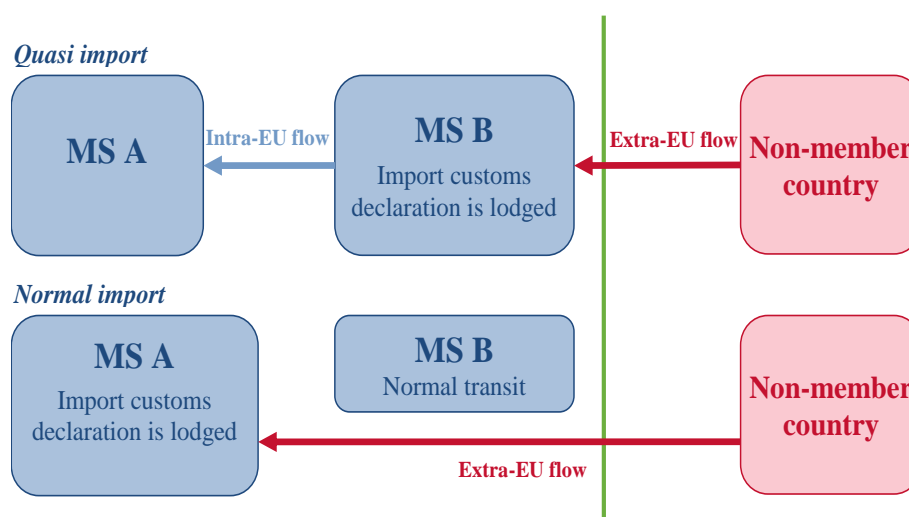 Quasi import
MS A
Intra-EU flow
MS B
Import customs
declaration is lodged
Extra-EU flow
Non-member
country
Normal import
MS A
Import customs
declaration is lodged
MS B
Normal transit
Extra-EU flow
Non-member
country